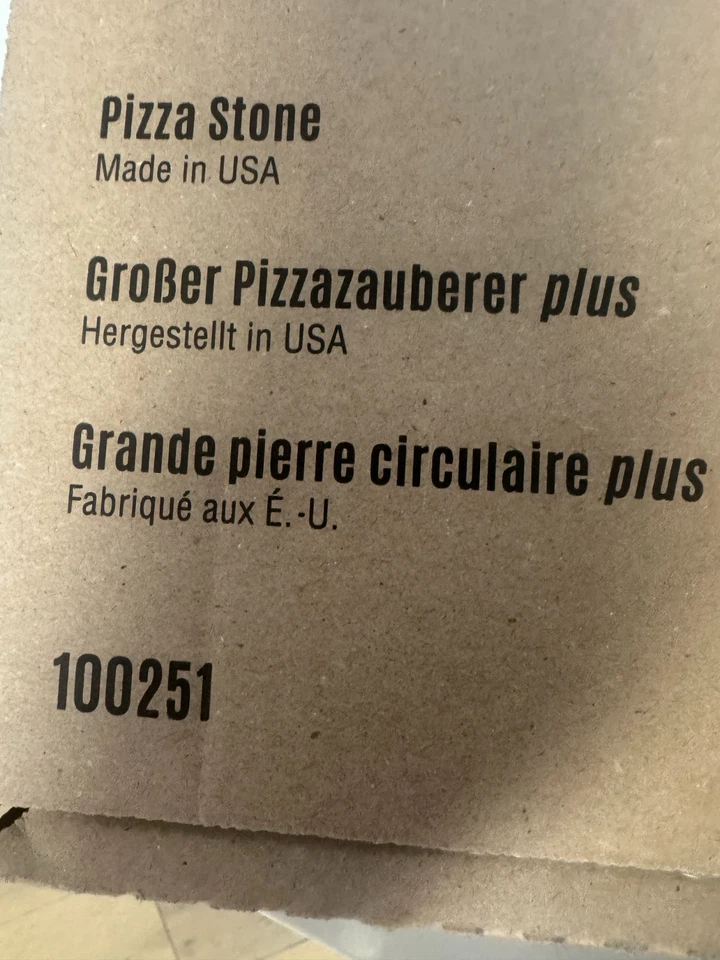 Pizza Stone
Made in USA
Großer Pizzazauberer plus
Hergestellt in USA
Grande pierre circulaire plus
Fabriqué aux É.-U.
100251